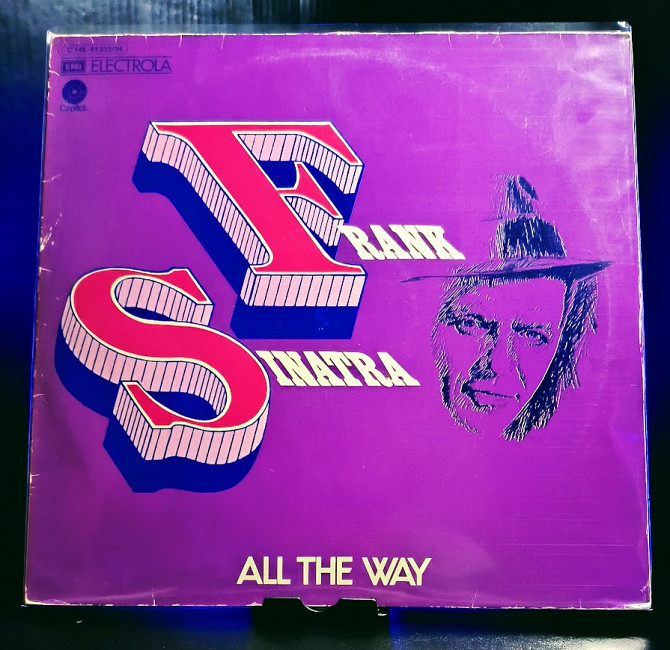 EMI ELECTROLA
Capitol
FRANK
SINATRA
ALL THE WAY